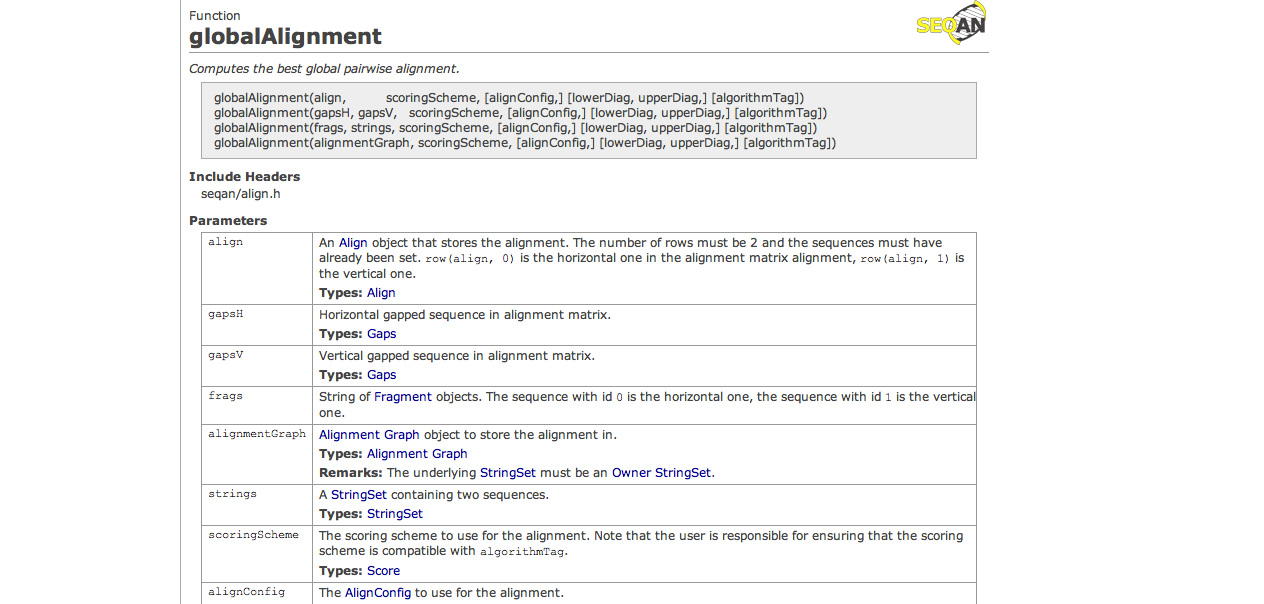 Function
SEQAN
globalAlignment
Computes the best global pairwise alignment.
globalAlignment(align, scoringScheme, [alignConfig,] [lowerDiag, upperDiag,] [algorithmTag])
globalAlignment(gapsH, gapsV, scoringScheme, [alignConfig,] [lowerDiag, upperDiag,] [algorithmTag])
globalAlignment(frags, strings, scoringScheme, [alignConfig,] [lowerDiag, upperDiag,] [algorithmTag])
globalAlignment(alignmentGraph, scoringScheme, [alignConfig,] [lowerDiag, upperDiag,] [algorithmTag])
Include Headers
seqan/align.h
Parameters
align
An Align object that stores the alignment. The number of rows must be 2 and the sequences must have
already been set. row(align, 0) is the horizontal one in the alignment matrix alignment, row(align, 1) is
the vertical one.
Types: Align
gapsH
Horizontal gapped sequence in alignment matrix.
Types: Gaps
gapsV
Vertical gapped sequence in alignment matrix.
Types: Gaps
frags
String of Fragment objects. The sequence with id 0 is the horizontal one, the sequence with id 1 is the vertical
one.
alignmentGraph
Alignment Graph object to store the alignment in.
Types: Alignment Graph
Remarks: The underlying StringSet must be an Owner StringSet.
strings
A StringSet containing two sequences.
Types: StringSet
scoringScheme
The scoring scheme to use for the alignment. Note that the user is responsible for ensuring that the scoring
scheme is compatible with algorithmTag.
Types: Score
alignConfig
The AlignConfig to use for the alignment.